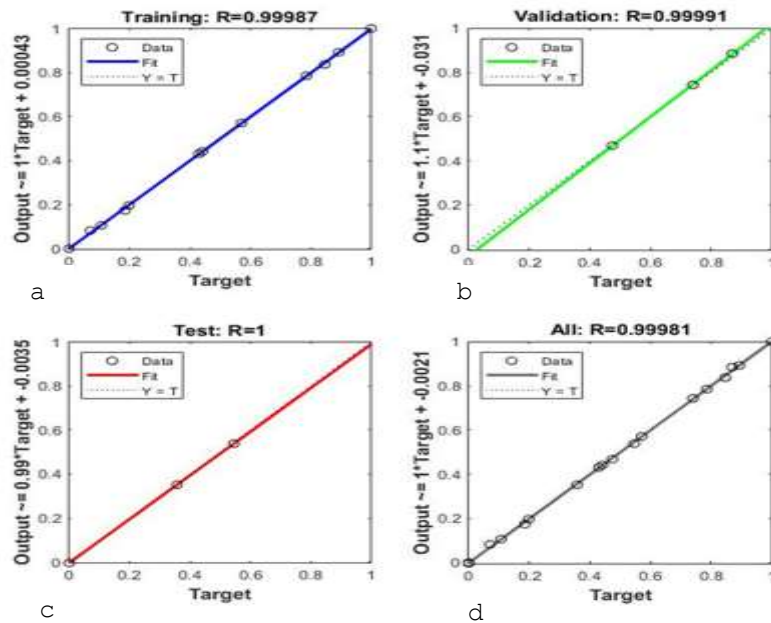 Training: R=0.99987
Output ~= 1*Target + 0.00043
Data
Fit
Y = T
1
0.8
0.6
0.4
0.2
0
0 0.2 0.4 0.6 0.8 1
Target
a
Validation: R=0.99991
Output ~= 1.1*Target + -0.031
Data
Fit
Y = T
1
0.8
0.6
0.4
0.2
0
0 0.2 0.4 0.6 0.8 1
Target
b
Test: R=1
Output ~= 0.99*Target + -0.0035
Data
Fit
Y = T
1
0.8
0.6
0.4
0.2
0
0 0.2 0.4 0.6 0.8 1
Target
c
All: R=0.99981
Output ~= 1*Target + -0.0021
Data
Fit
Y = T
1
0.8
0.6
0.4
0.2
0
0 0.2 0.4 0.6 0.8 1
Target
d